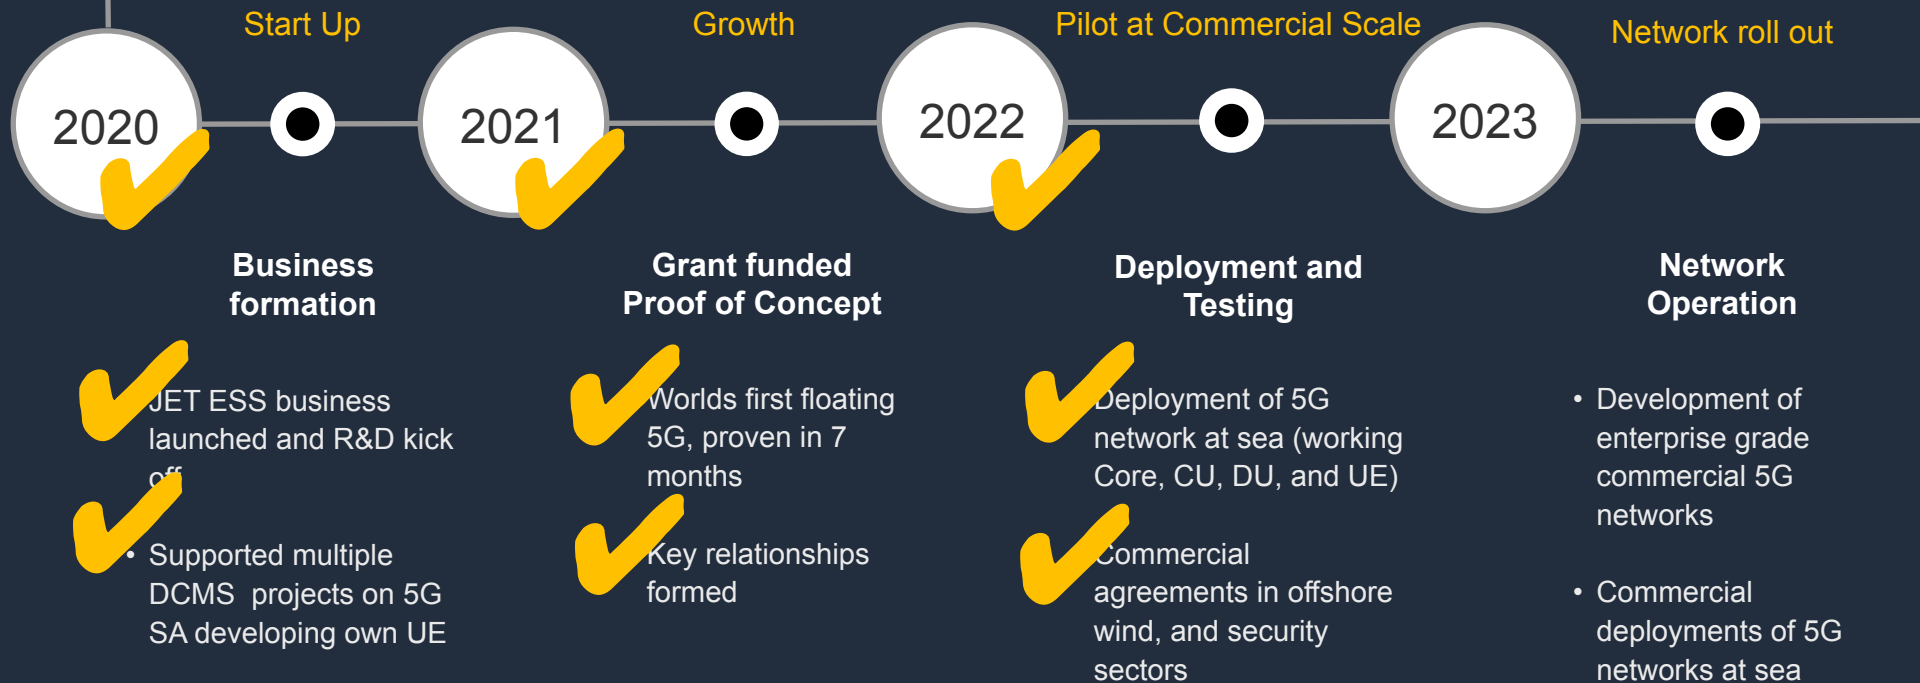 Start Up
Growth
Pilot at Commercial Scale
Network roll out
2020
2021
2022
2023
Business
formation
JET ESS business
launched and R&D kick
off
• Supported multiple
DCMS projects on 5G
SA developing own UE
Grant funded
Proof of Concept
Worlds first floating
5G, proven in 7
months
Key relationships
formed
Deployment and
Testing
Deployment of 5G
network at sea (working
Core, CU, DU, and UE)
Commercial
agreements in offshore
wind, and security
sectors
Network
Operation
• Development of
enterprise grade
commercial 5G
networks
• Commercial
deployments of 5G
networks at sea